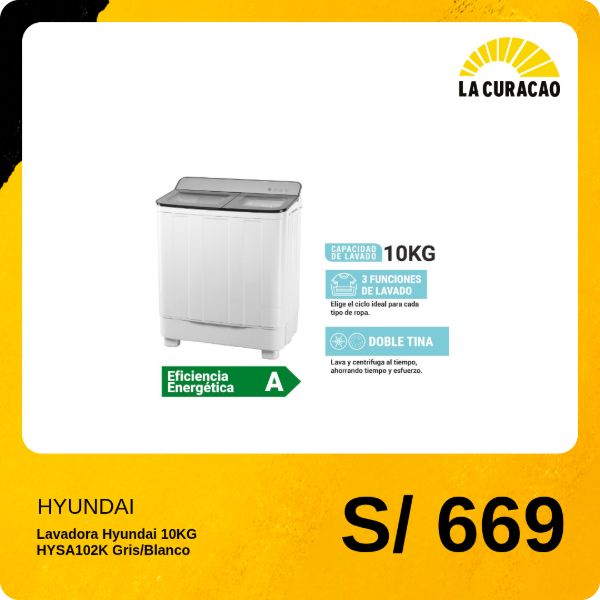 LA CURACAO
CAPACIDAD
DE LAVADO 10KG
3 FUNCIONES
DE LAVADO
Elige el ciclo ideal para cada
tipo de ropa.
DOBLE TINA
Lava y centrifuga al tiempo,
ahorrando tiempo y esfuerzo.
Eficiencia
Energética A
HYUNDAI
Lavadora Hyundai 10KG
HYSA102K Gris/Blanco
S/ 669